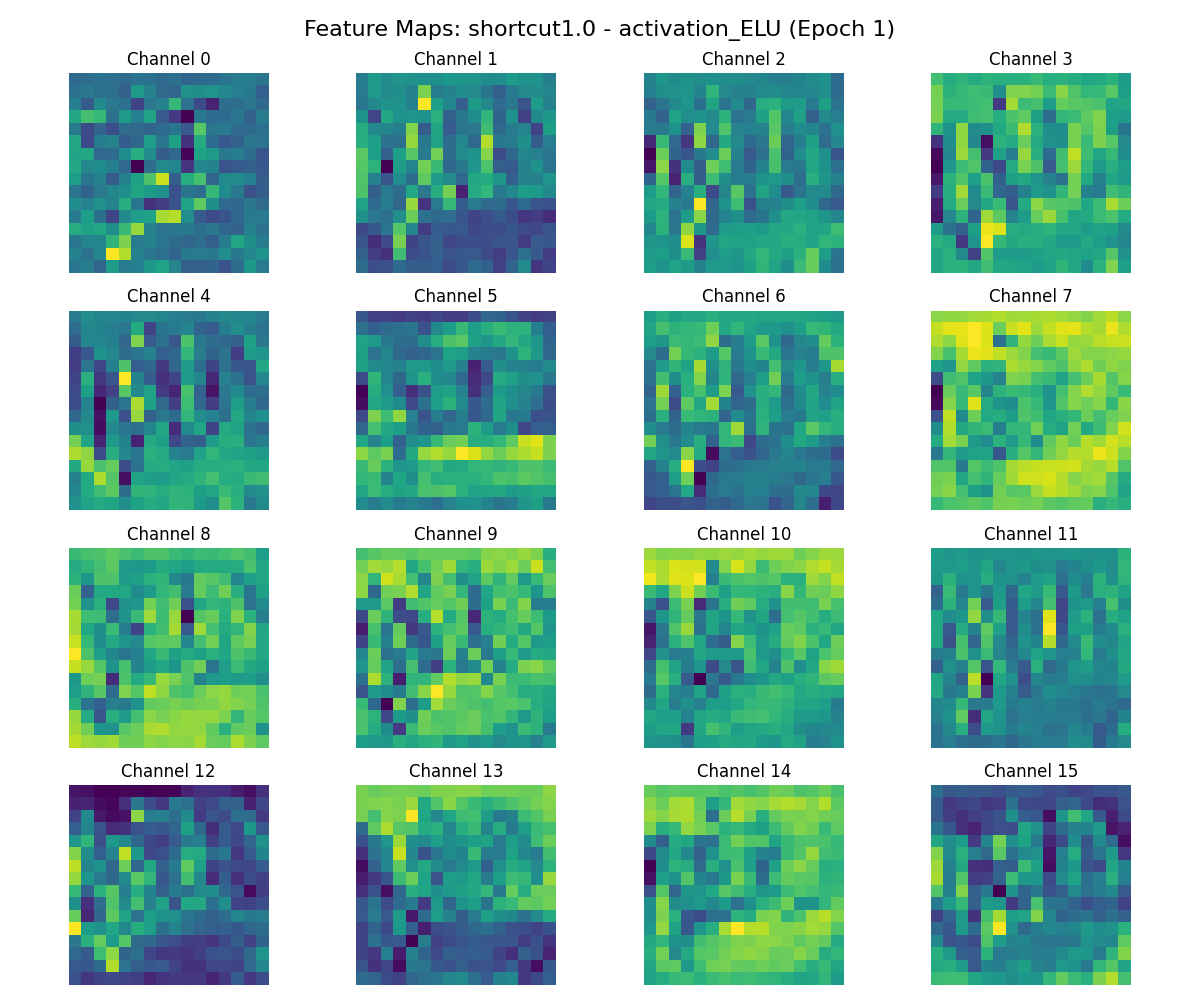 Feature Maps: shortcut1.0 - activation_ELU (Epoch 1)
Channel 0
Channel 1
Channel 2
Channel 3
Channel 4
Channel 5
Channel 6
Channel 7
Channel 8
Channel 9
Channel 10
Channel 11
Channel 12
Channel 13
Channel 14
Channel 15